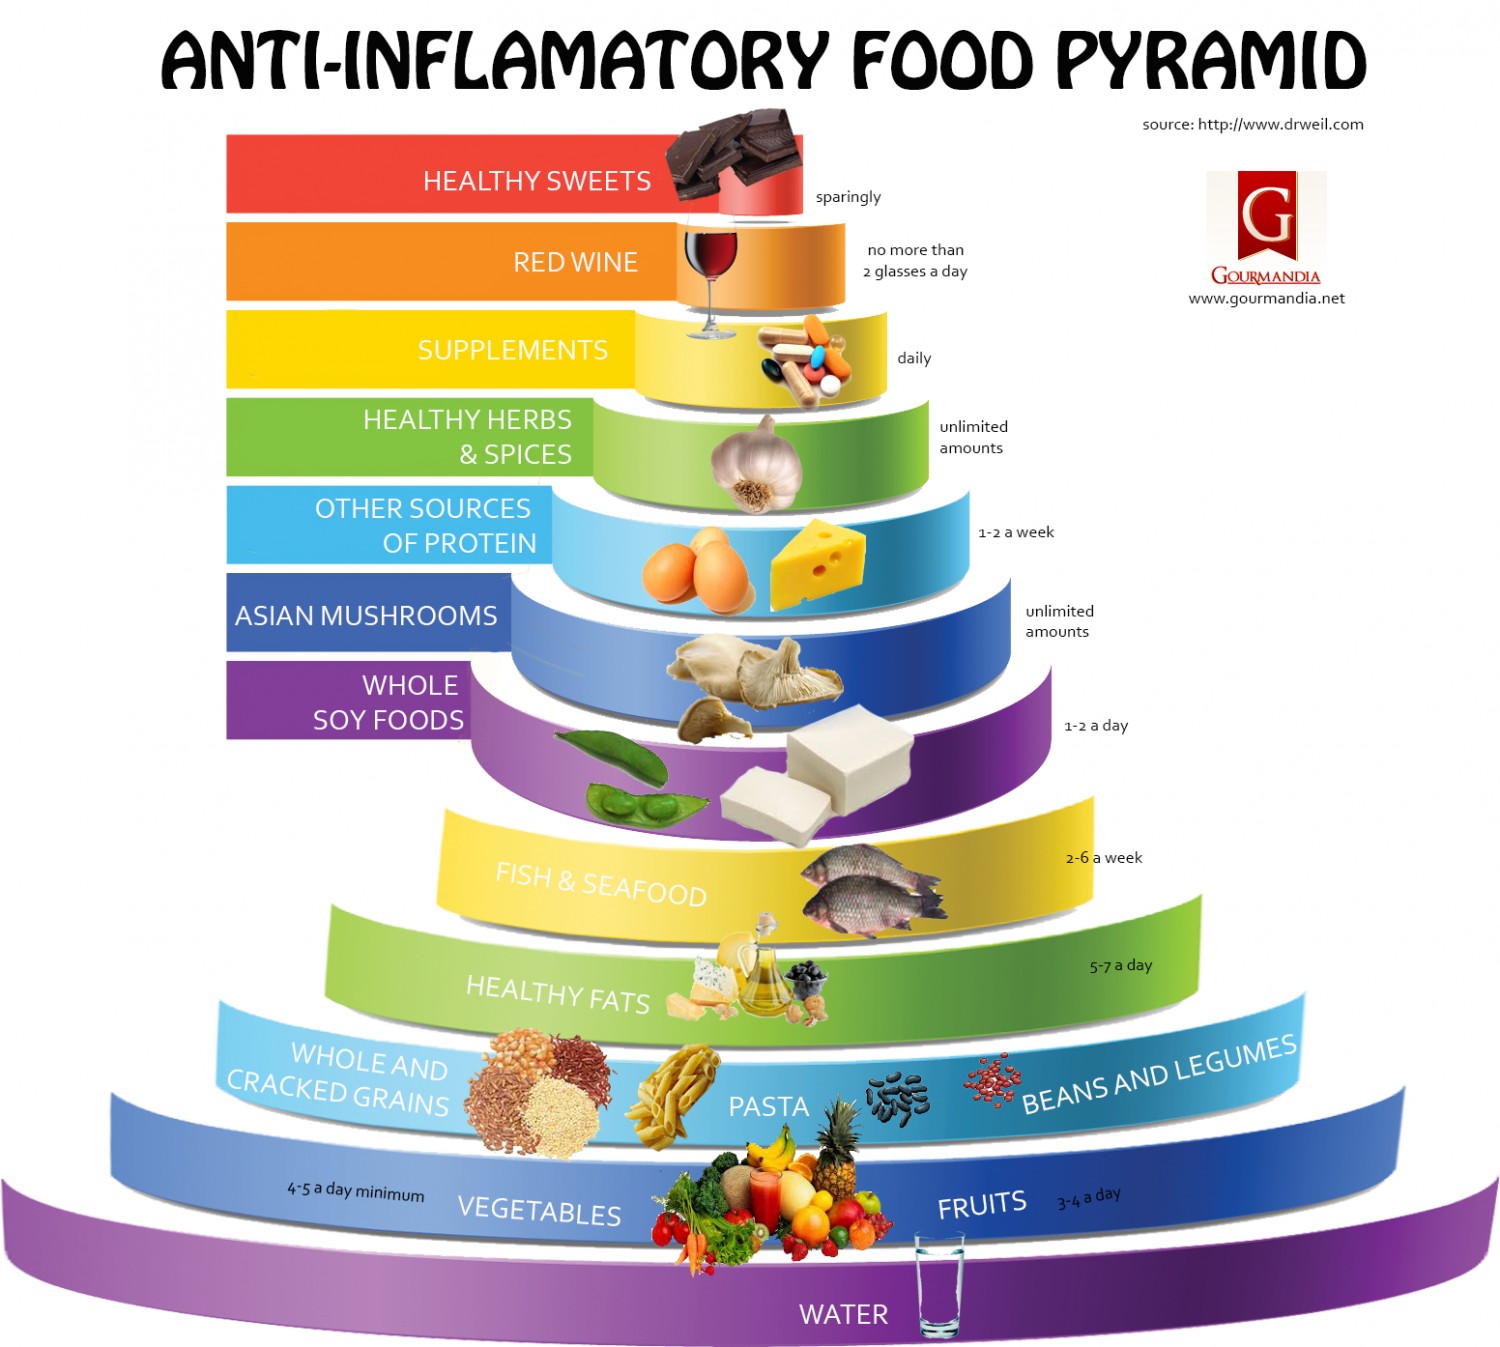 ANTI-INFLAMATORY FOOD PYRAMID
source: http://www.drweil.com
G
GOURMANDIA
www.gourmandia.net
HEALTHY SWEETS
sparingly
RED WINE
no more than
2 glasses a day
SUPPLEMENTS
daily
HEALTHY HERBS
& SPICES
unlimited
amounts
OTHER SOURCES
OF PROTEIN
1-2 a week
ASIAN MUSHROOMS
unlimited
amounts
WHOLE
SOY FOODS
1-2 a day
FISH & SEAFOOD
2-6 a week
HEALTHY FATS
5-7 a day
WHOLE AND
CRACKED GRAINS
PASTA
BEANS AND LEGUMES
4-5 a day minimum
VEGETABLES
FRUITS
3-4 a day
WATER